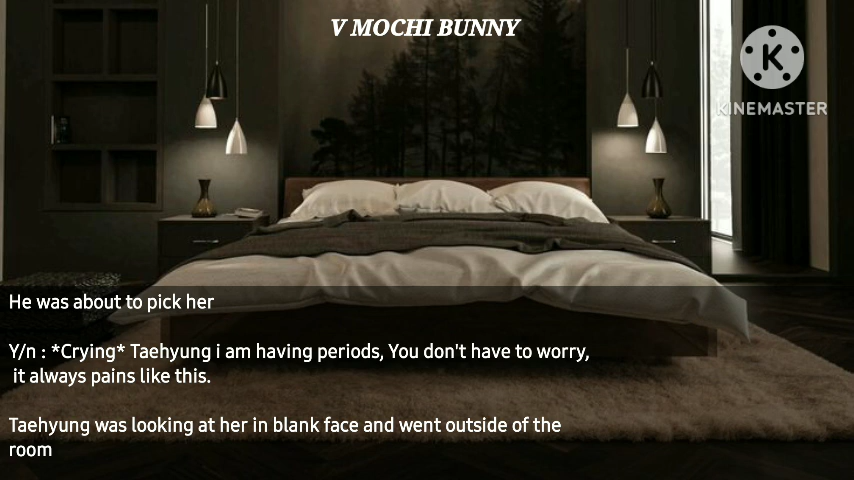 V MOCHI BUNNY
KINEMASTER
He was about to pick her
Y/n : *Crying* Taehyung i am having periods, You don't have to worry,
it always pains like this.
Taehyung was looking at her in blank face and went outside of the
room